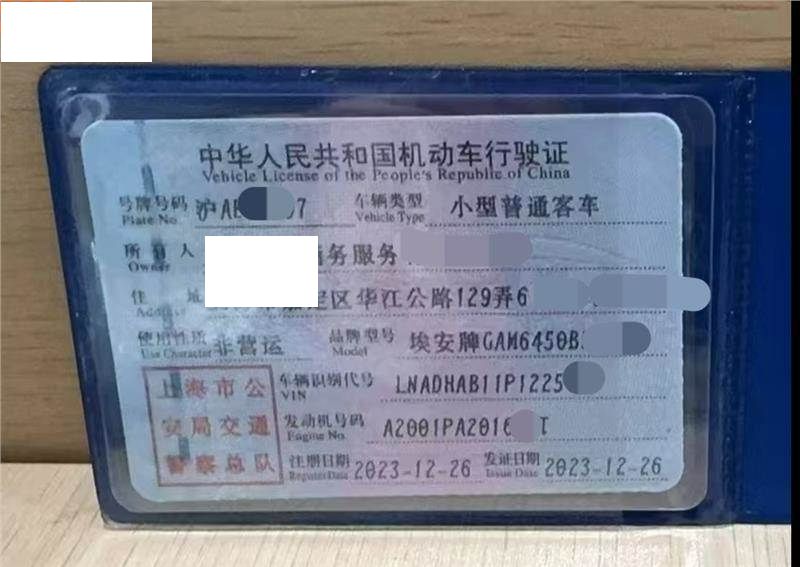 中华人民共和国机动车行驶证
Vehicle License of the People's Republic of China
号牌号码 Plate No. 沪AE 7 车辆类型 Vehicle Type 小型普通客车
所有人 Owner 务服务
住 址 Address 定区华江公路129弄6
使用性质 Use Character 非营运 品牌型号 Model 埃安牌GAM6450B
车辆识别代号 VIN LNADHAB11P1225
发动机号码 Engine No. A2001PA201 T
注册日期 Register Date 2023-12-26 发证日期 Issue Date 2023-12-26
上海市公
安局交通
警察总队